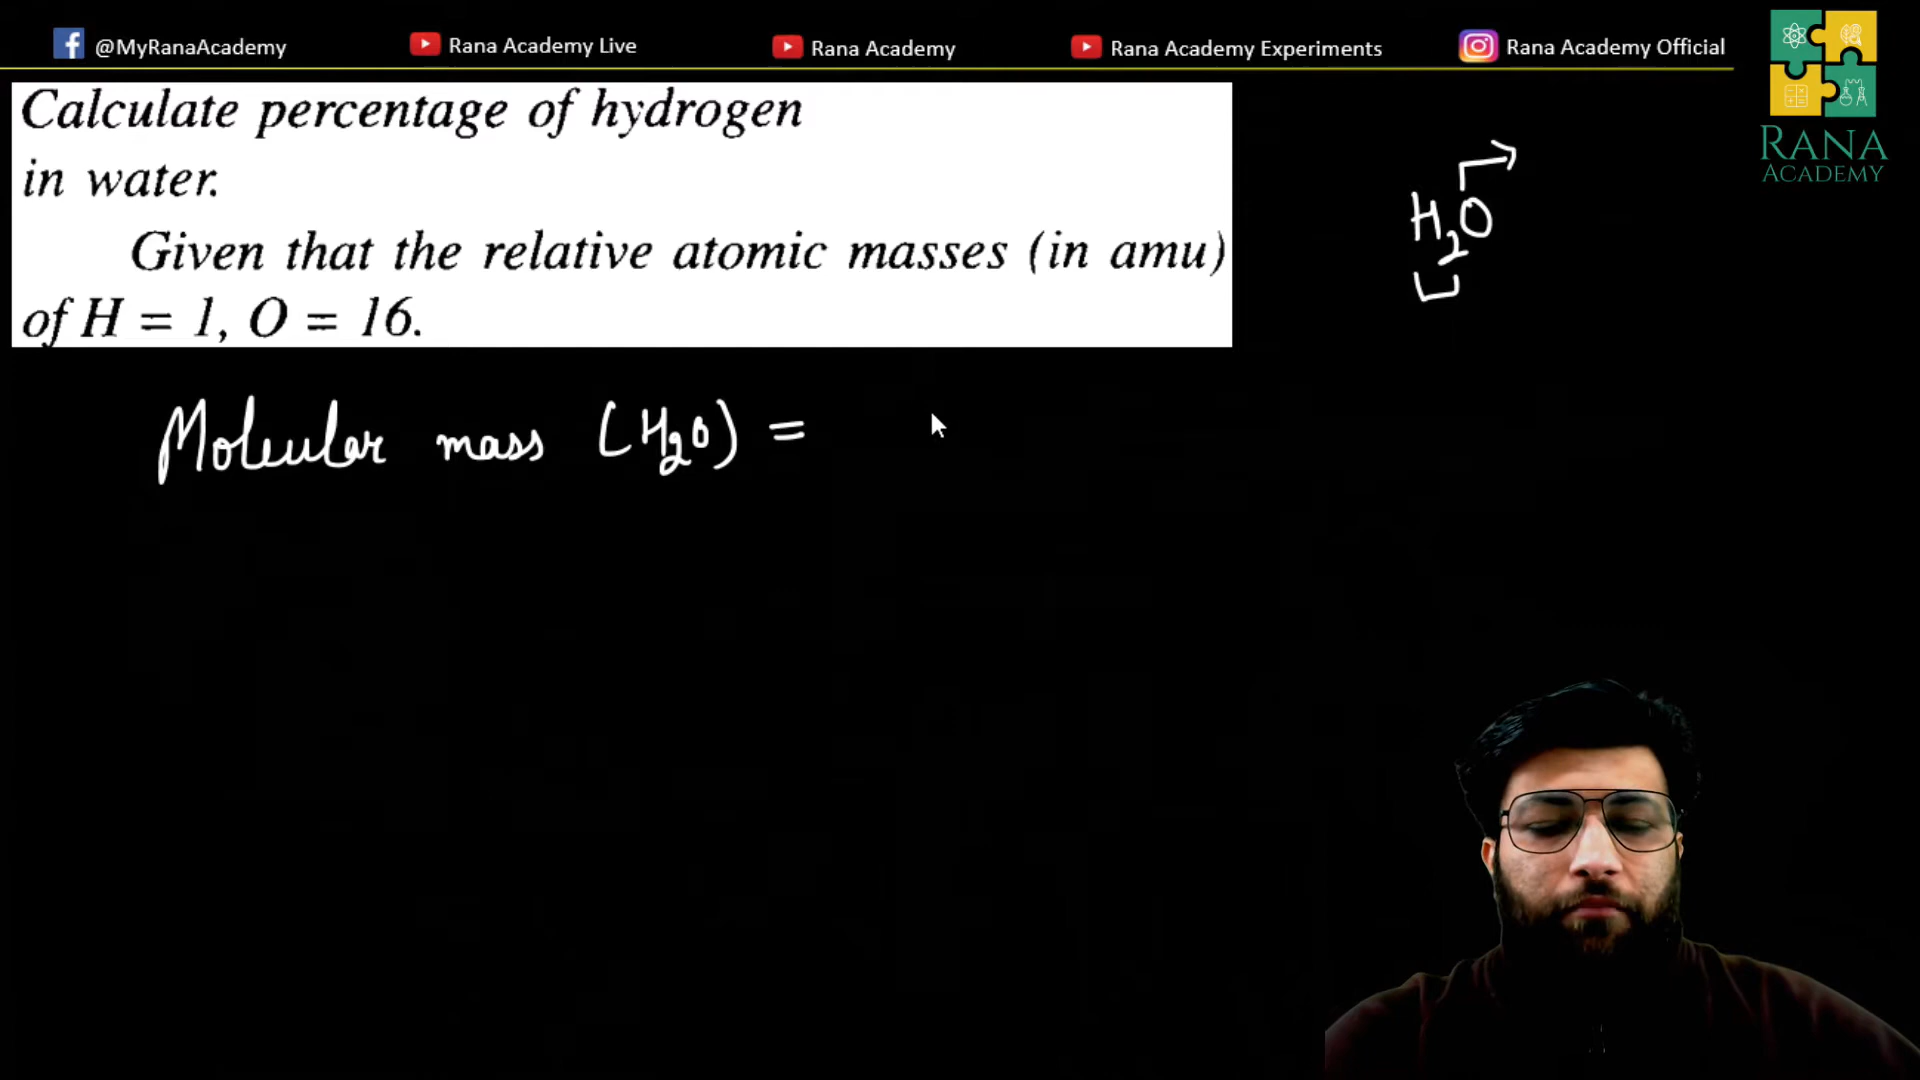 @MyRanaAcademy Rana Academy Live Rana Academy Rana Academy Experiments Rana Academy Official
RANA
ACADEMY
Calculate percentage of hydrogen
in water.
Given that the relative atomic masses (in amu)
of H = 1, O = 16.
H₂O
Molecular mass (H₂O) =